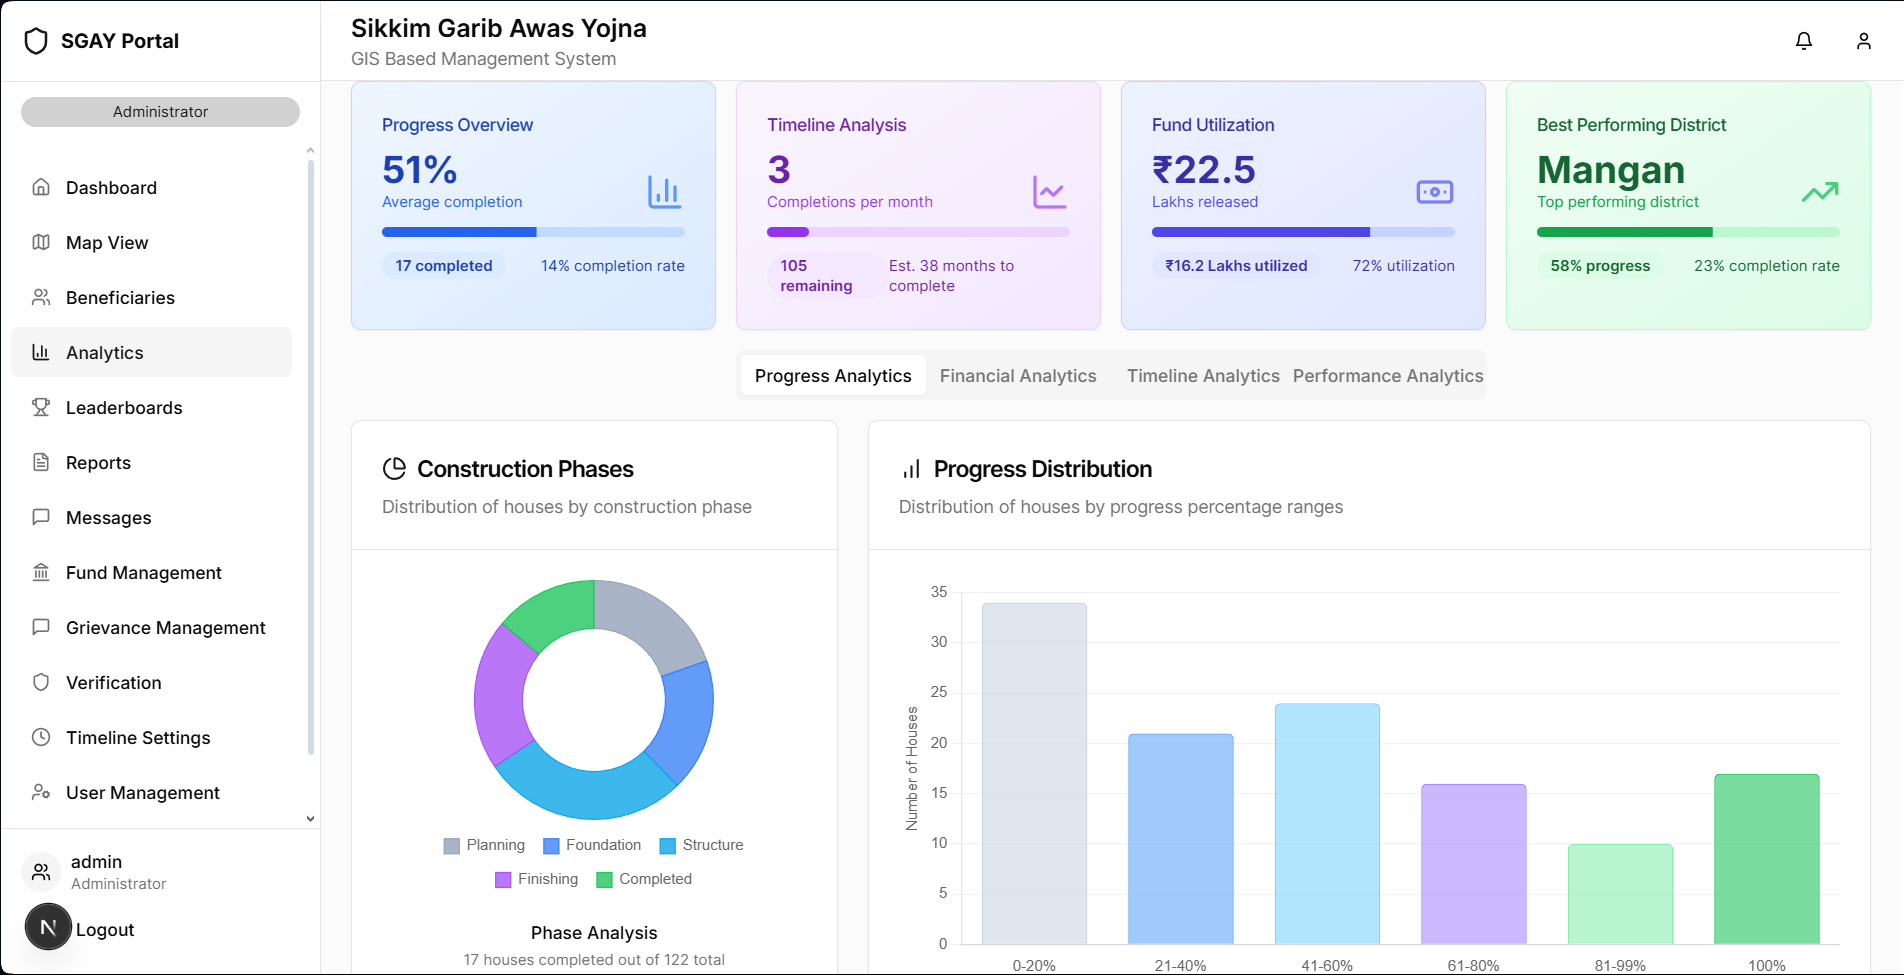 SGAY Portal
Administrator
Dashboard
Map View
Beneficiaries
Analytics
Leaderboards
Reports
Messages
Fund Management
Grievance Management
Verification
Timeline Settings
User Management
admin
Administrator
N
Logout
Sikkim Garib Awas Yojna
GIS Based Management System
Progress Overview
51%
Average completion
17 completed
14% completion rate
Timeline Analysis
3
Completions per month
105
remaining
Est. 38 months to
complete
Fund Utilization
₹22.5
Lakhs released
₹16.2 Lakhs utilized
72% utilization
Best Performing District
Mangan
Top performing district
58% progress
23% completion rate
Progress Analytics
Financial Analytics
Timeline Analytics
Performance Analytics
Construction Phases
Distribution of houses by construction phase
Planning
Foundation
Structure
Finishing
Completed
Phase Analysis
17 houses completed out of 122 total
Progress Distribution
Distribution of houses by progress percentage ranges
Number of Houses
35
30
25
20
15
10
5
0
0-20%
21-40%
41-60%
61-80%
81-99%
100%